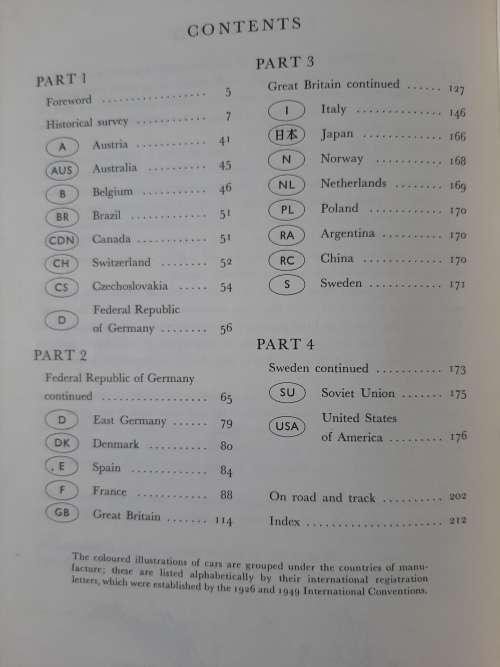 CONTENTS
PART 1
Foreword .................. 5
Historical survey ............ 7
A Austria ............ 41
AUS Australia .......... 45
B Belgium ........... 46
BR Brazil ............. 51
CDN Canada ............ 51
CH Switzerland ........ 52
CS Czechoslovakia ..... 54
D Federal Republic
of Germany ........ 56
PART 2
Federal Republic of Germany
continued .................. 65
D East Germany ...... 79
DK Denmark .......... 80
E Spain ............. 84
F France ............ 88
GB Great Britain ....... 114
PART 3
Great Britain continued ...... 127
I Italy .............. 146
日本 Japan ............. 166
N Norway ........... 168
NL Netherlands ........ 169
PL Poland ............ 170
RA Argentina .......... 170
RC China ............. 170
S Sweden ............ 171
PART 4
Sweden continued ............ 173
SU Soviet Union ....... 175
USA United States
of America ......... 176
On road and track .......... 202
Index ....................... 212
The coloured illustrations of cars are grouped under the countries of manu-
facture; these are listed alphabetically by their international registration
letters, which were established by the 1926 and 1949 International Conventions.